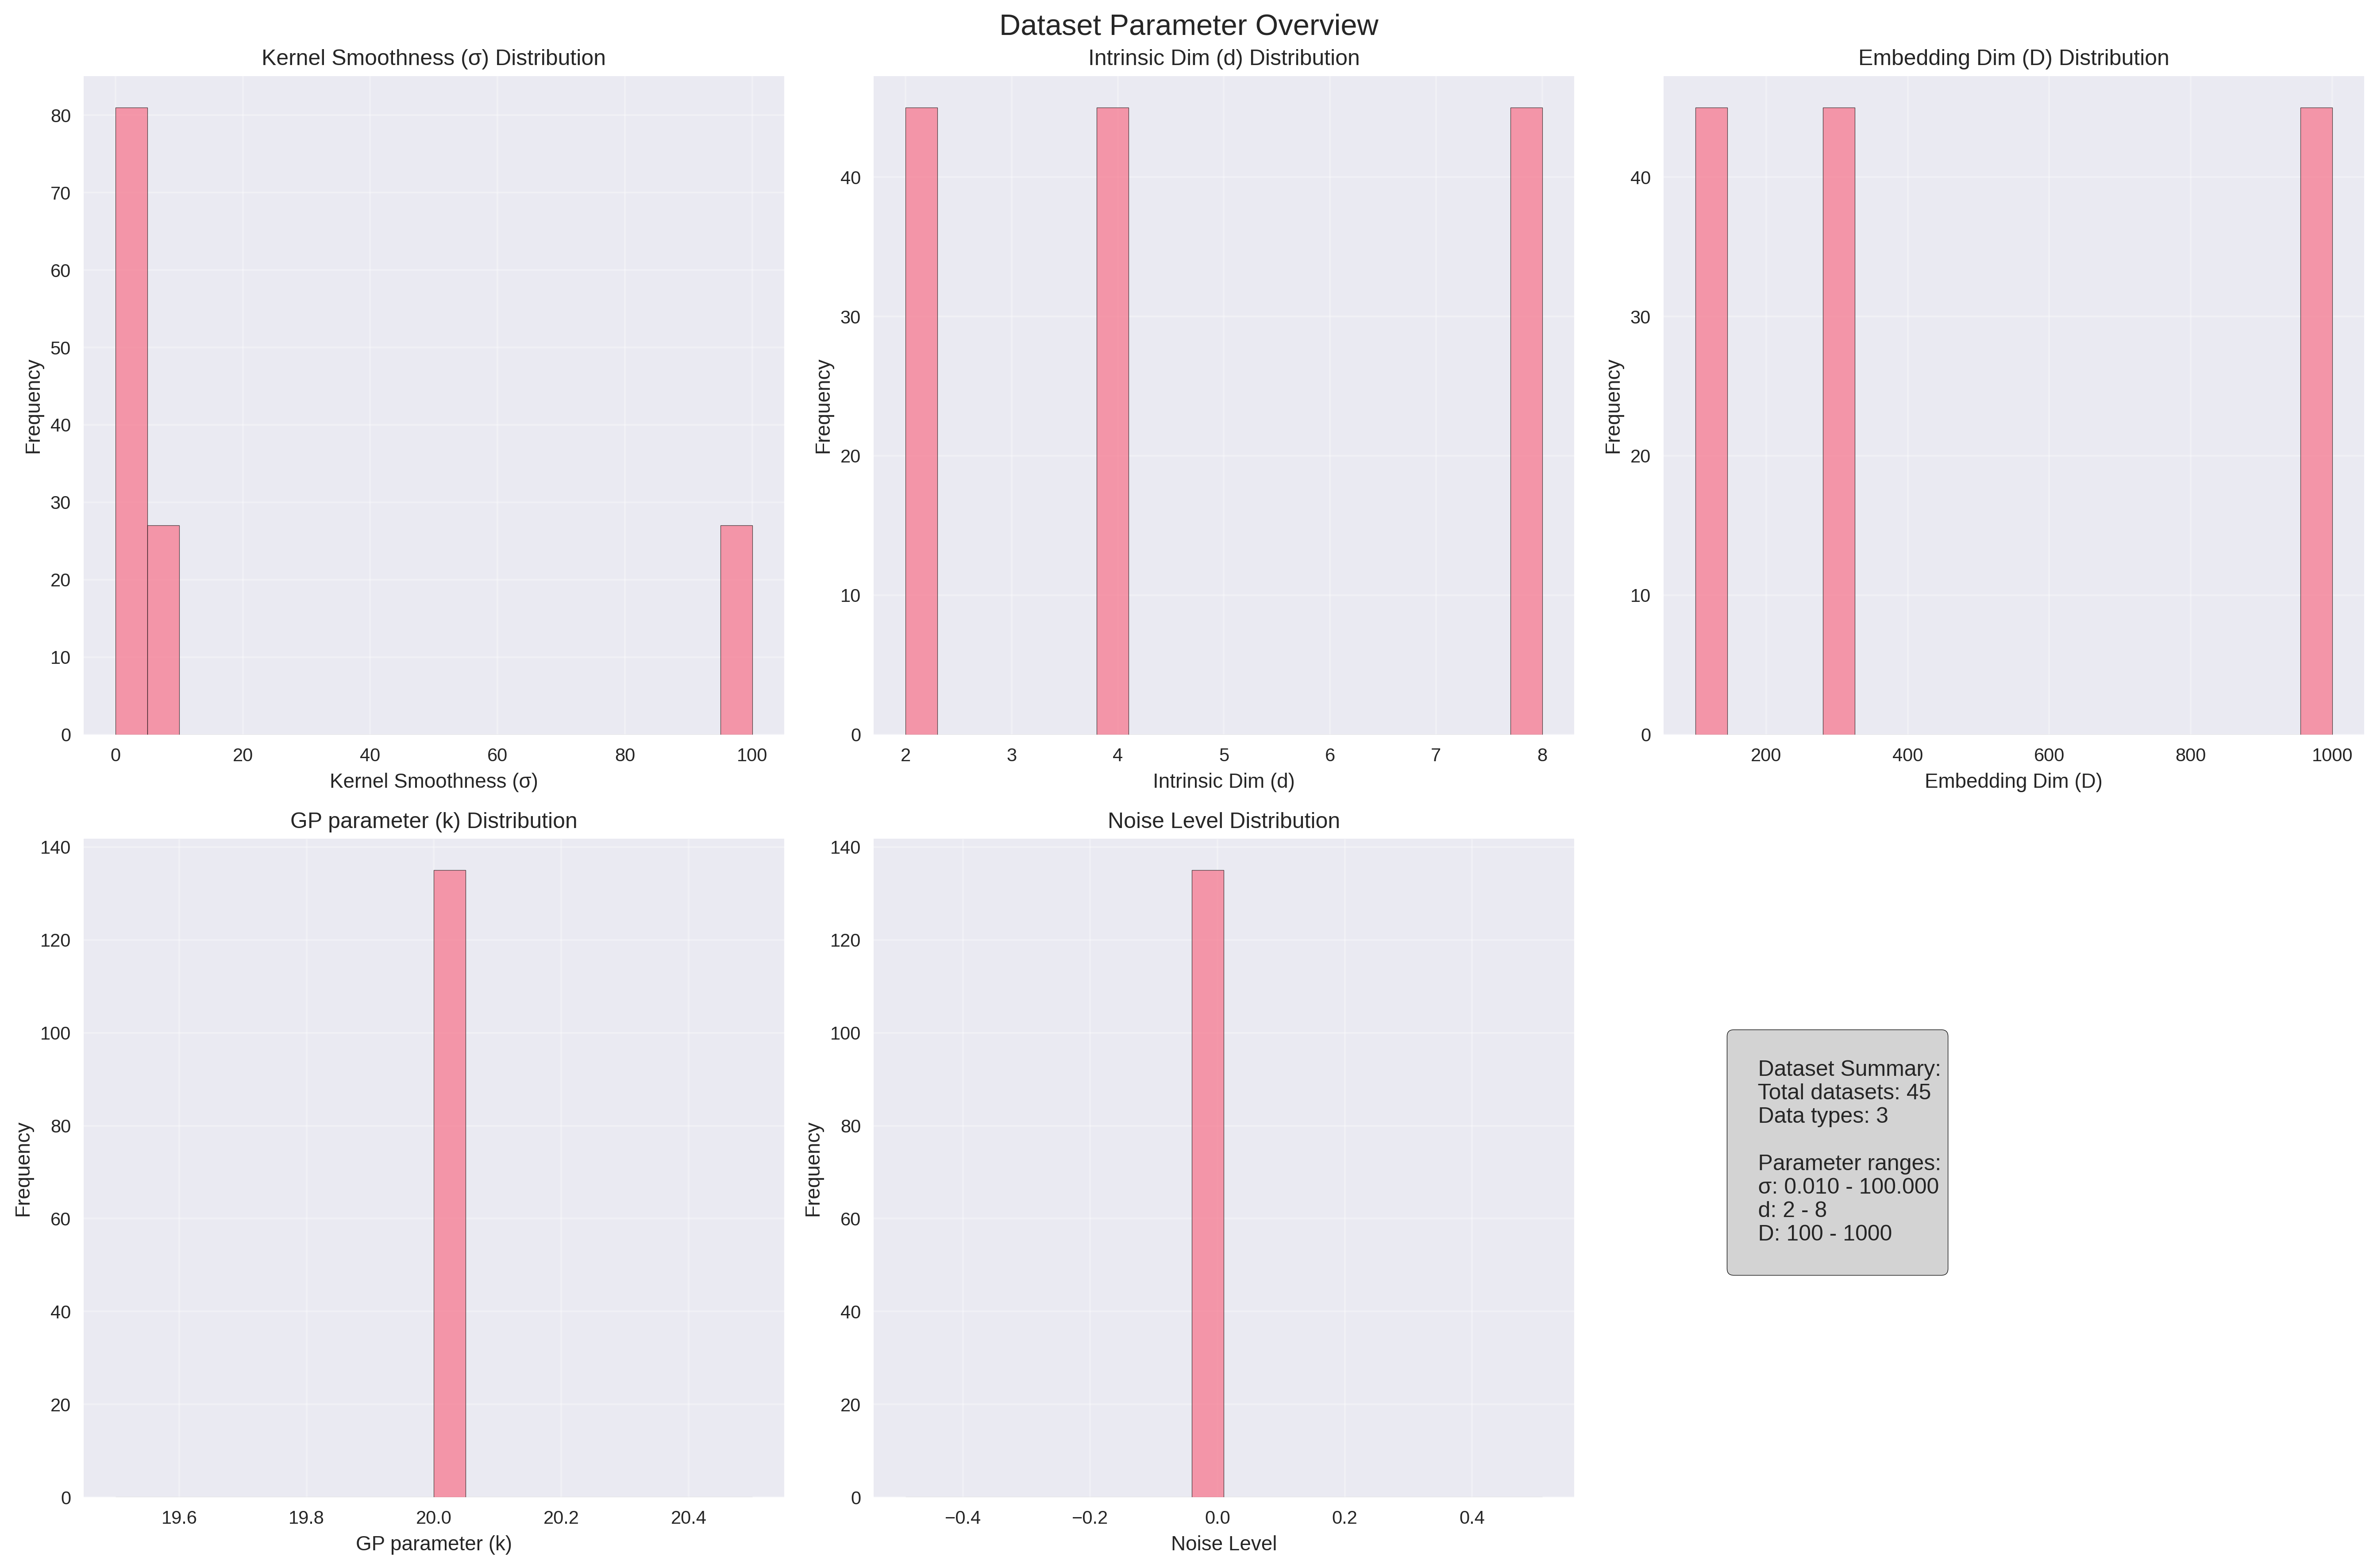 Dataset Parameter Overview
Kernel Smoothness (σ) Distribution
Frequency
80
70
60
50
40
30
20
10
0
0 20 40 60 80 100
Kernel Smoothness (σ)
Intrinsic Dim (d) Distribution
Frequency
40
30
20
10
0
2 3 4 5 6 7 8
Intrinsic Dim (d)
Embedding Dim (D) Distribution
Frequency
40
30
20
10
0
200 400 600 800 1000
Embedding Dim (D)
GP parameter (k) Distribution
Frequency
140
120
100
80
60
40
20
0
19.6 19.8 20.0 20.2 20.4
GP parameter (k)
Noise Level Distribution
Frequency
140
120
100
80
60
40
20
0
−0.4 −0.2 0.0 0.2 0.4
Noise Level
Dataset Summary:
Total datasets: 45
Data types: 3
Parameter ranges:
σ: 0.010 - 100.000
d: 2 - 8
D: 100 - 1000